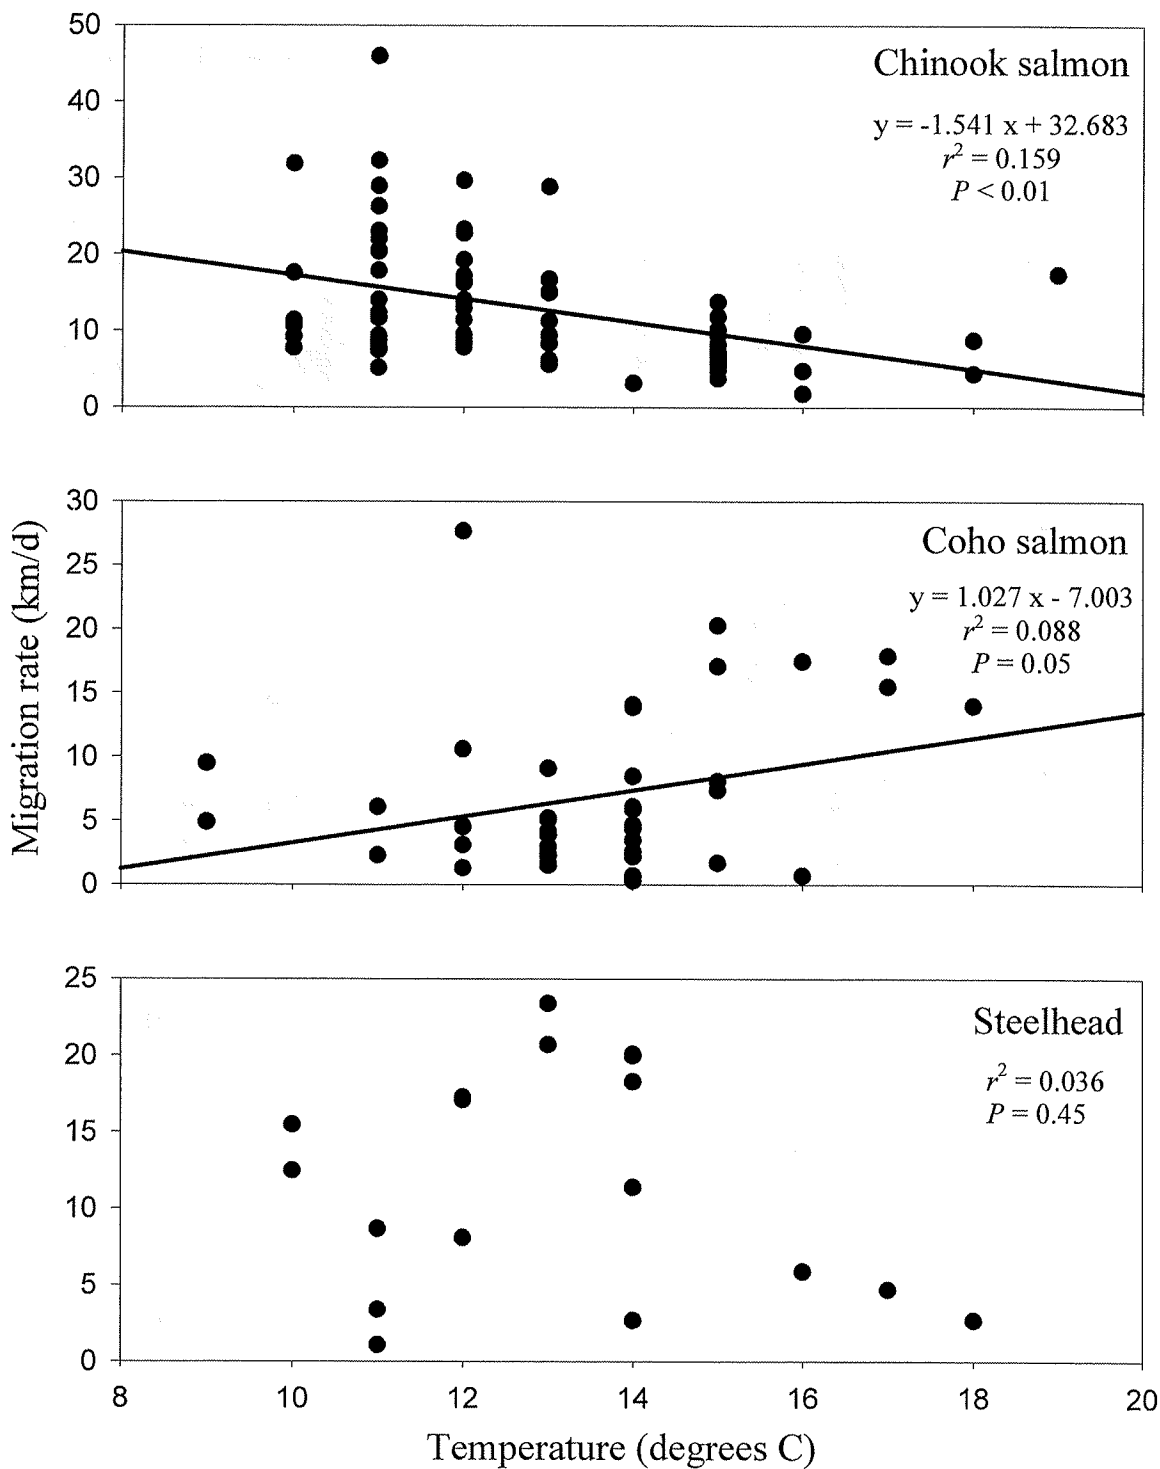 50
40
30
20
10
0
Chinook salmon
y = -1.541 x + 32.683
r² = 0.159
P < 0.01
Migration rate (km/d)
30
25
20
15
10
5
0
Coho salmon
y = 1.027 x - 7.003
r² = 0.088
P = 0.05
25
20
15
10
5
0
Steelhead
r² = 0.036
P = 0.45
8 10 12 14 16 18 20
Temperature (degrees C)